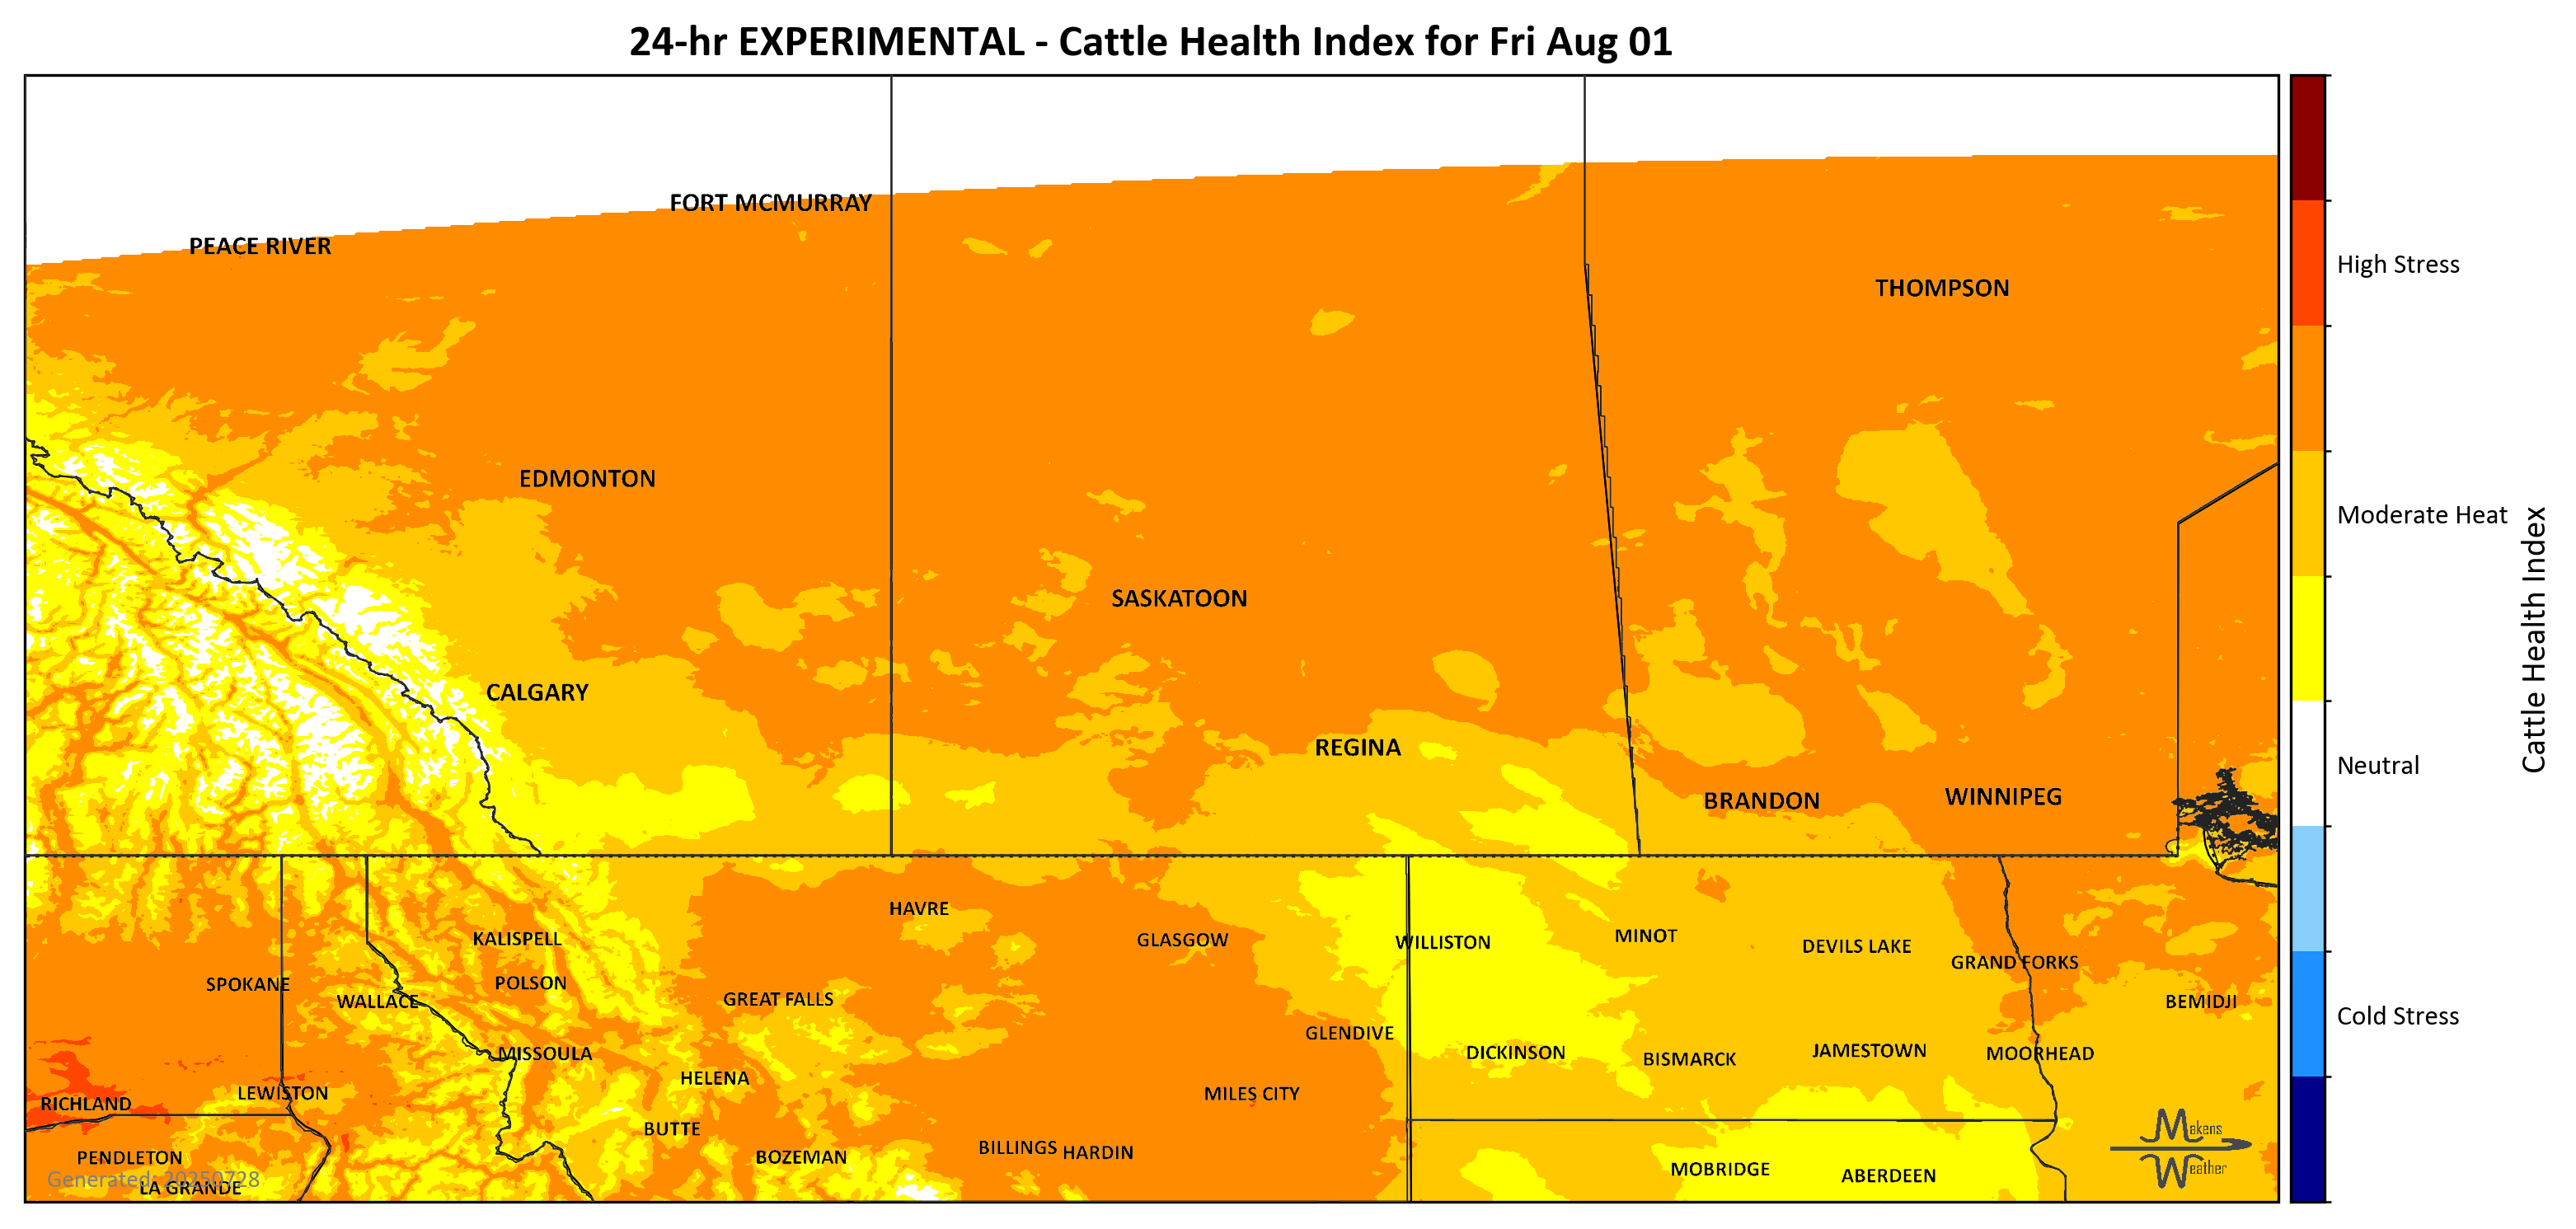 24-hr EXPERIMENTAL - Cattle Health Index for Fri Aug 01
FORT MCMURRAY
PEACE RIVER
High Stress
THOMPSON
EDMONTON
Moderate Heat
SASKATOON
Cattle Health Index
CALGARY
REGINA
Neutral
BRANDON
WINNIPEG
HAVRE
KALISPELL
GLASGOW
WILLISTON
MINOT
DEVILS LAKE
GRAND FORKS
SPOKANE
POLSON
WALLACE
GREAT FALLS
BEMIDJI
Cold Stress
GLENDIVE
MISSOULA
DICKINSON
BISMARCK
JAMESTOWN
MOORHEAD
HELENA
LEWISTON
MILES CITY
RICHLAND
BUTTE
Makens
Weather
BILLINGS
HARDIN
PENDLETON
BOZEMAN
MOBRIDGE
ABERDEEN
Generated: 20250728
LA GRANDE